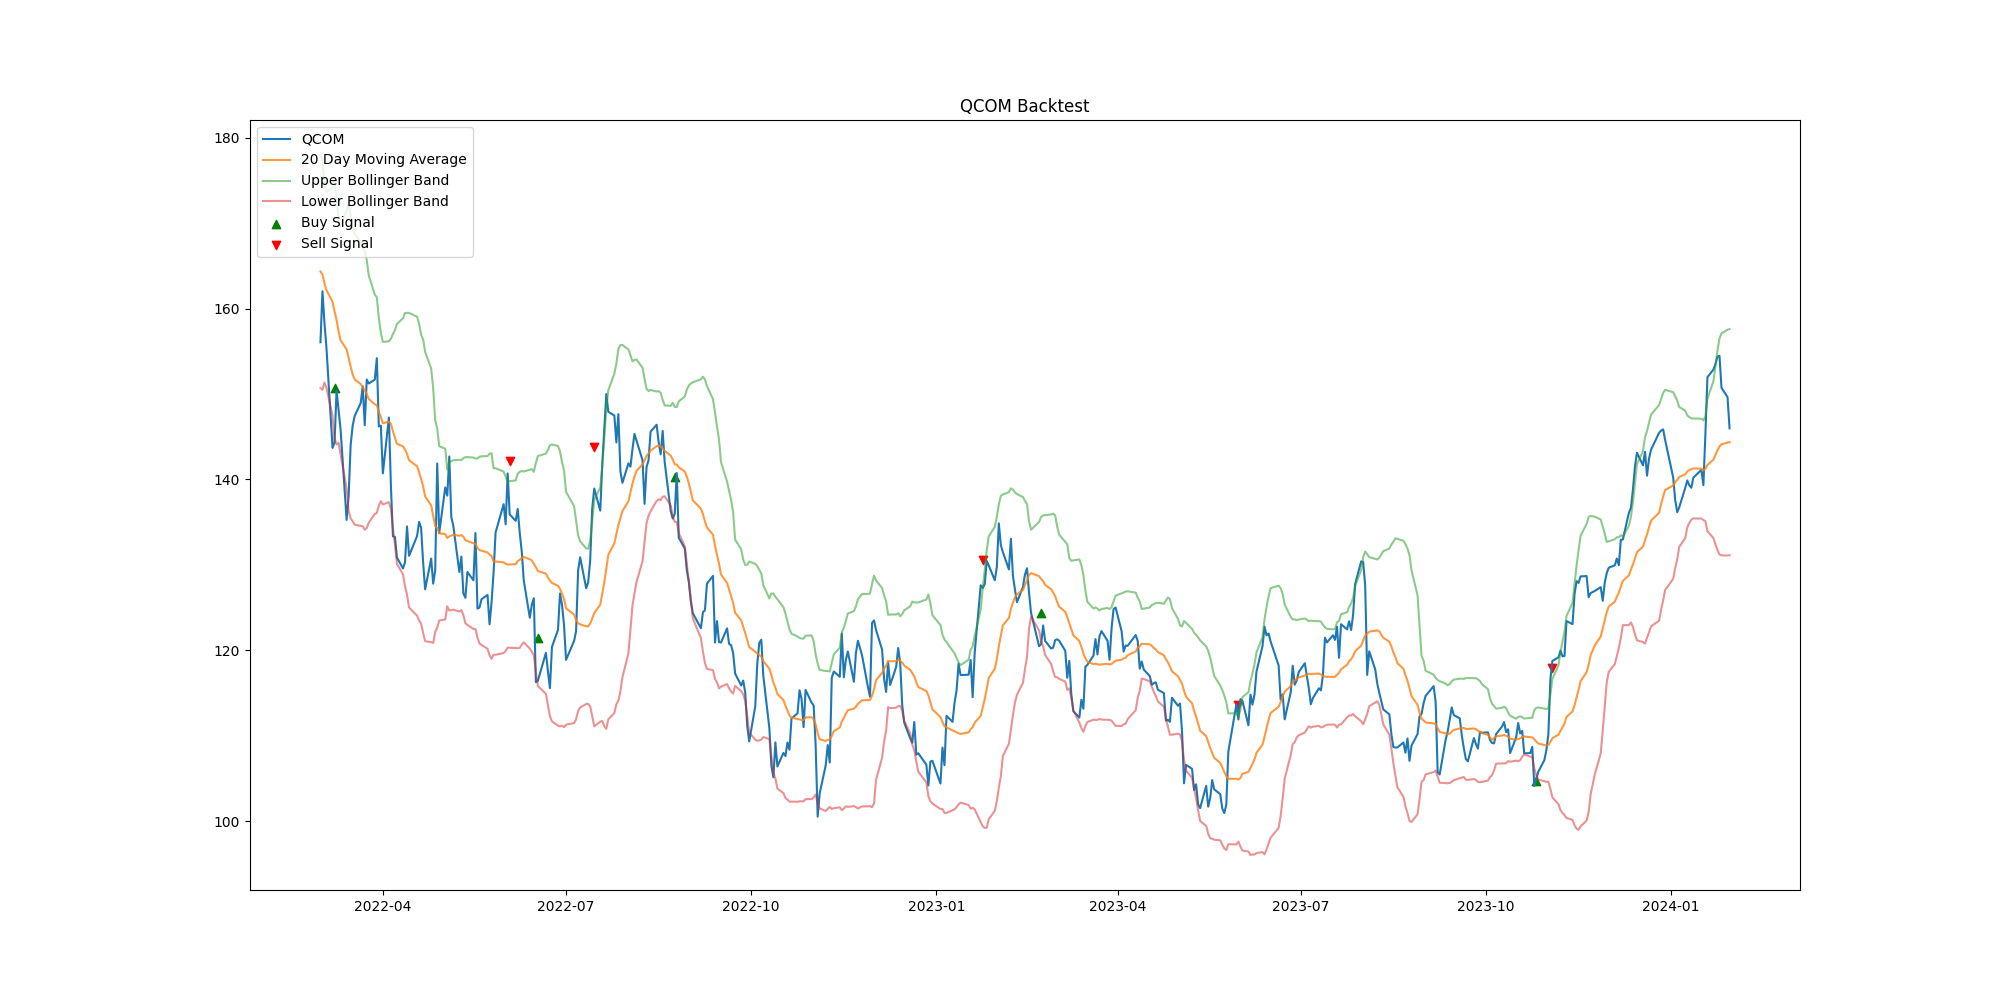 QCOM Backtest
180
160
140
120
100
QCOM
20 Day Moving Average
Upper Bollinger Band
Lower Bollinger Band
Buy Signal
Sell Signal
2022-04 2022-07 2022-10 2023-01 2023-04 2023-07 2023-10 2024-01